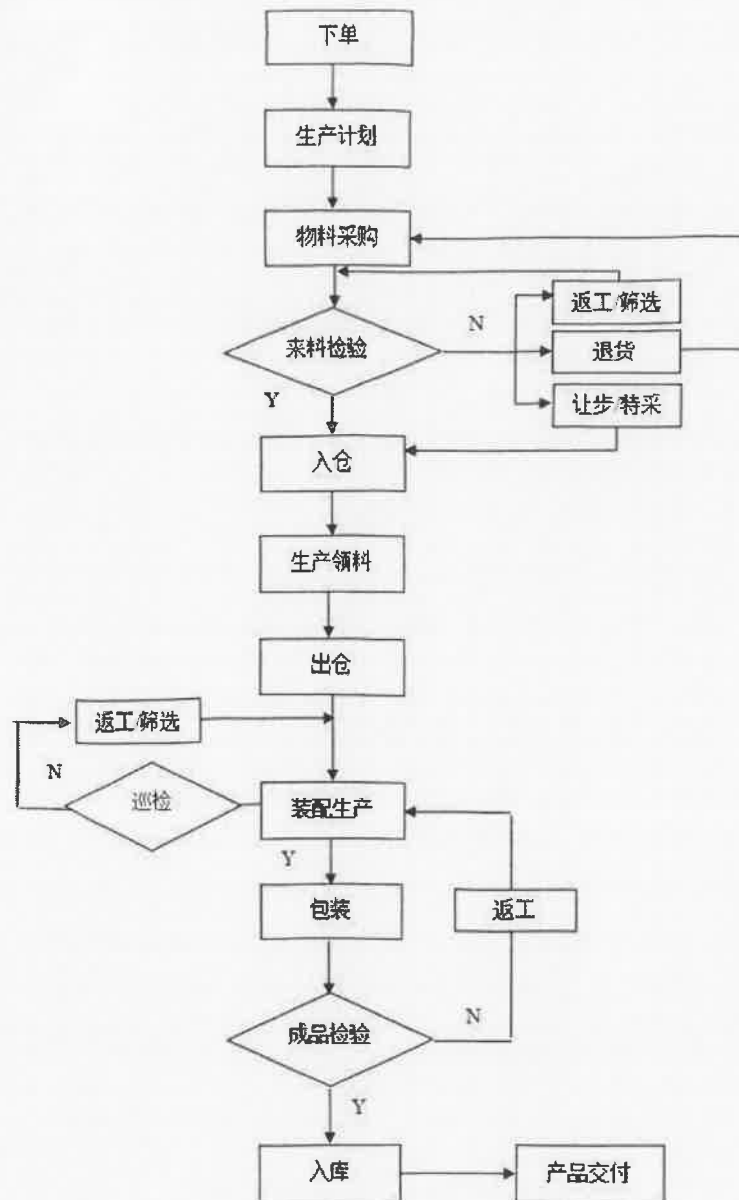 下单
生产计划
物料采购
返工/筛选
N
来料检验
退货
Y
让步/特采
入仓
生产领料
出仓
返工/筛选
N
巡检
装配生产
Y
包装
返工
成品检验
N
Y
入库
产品交付